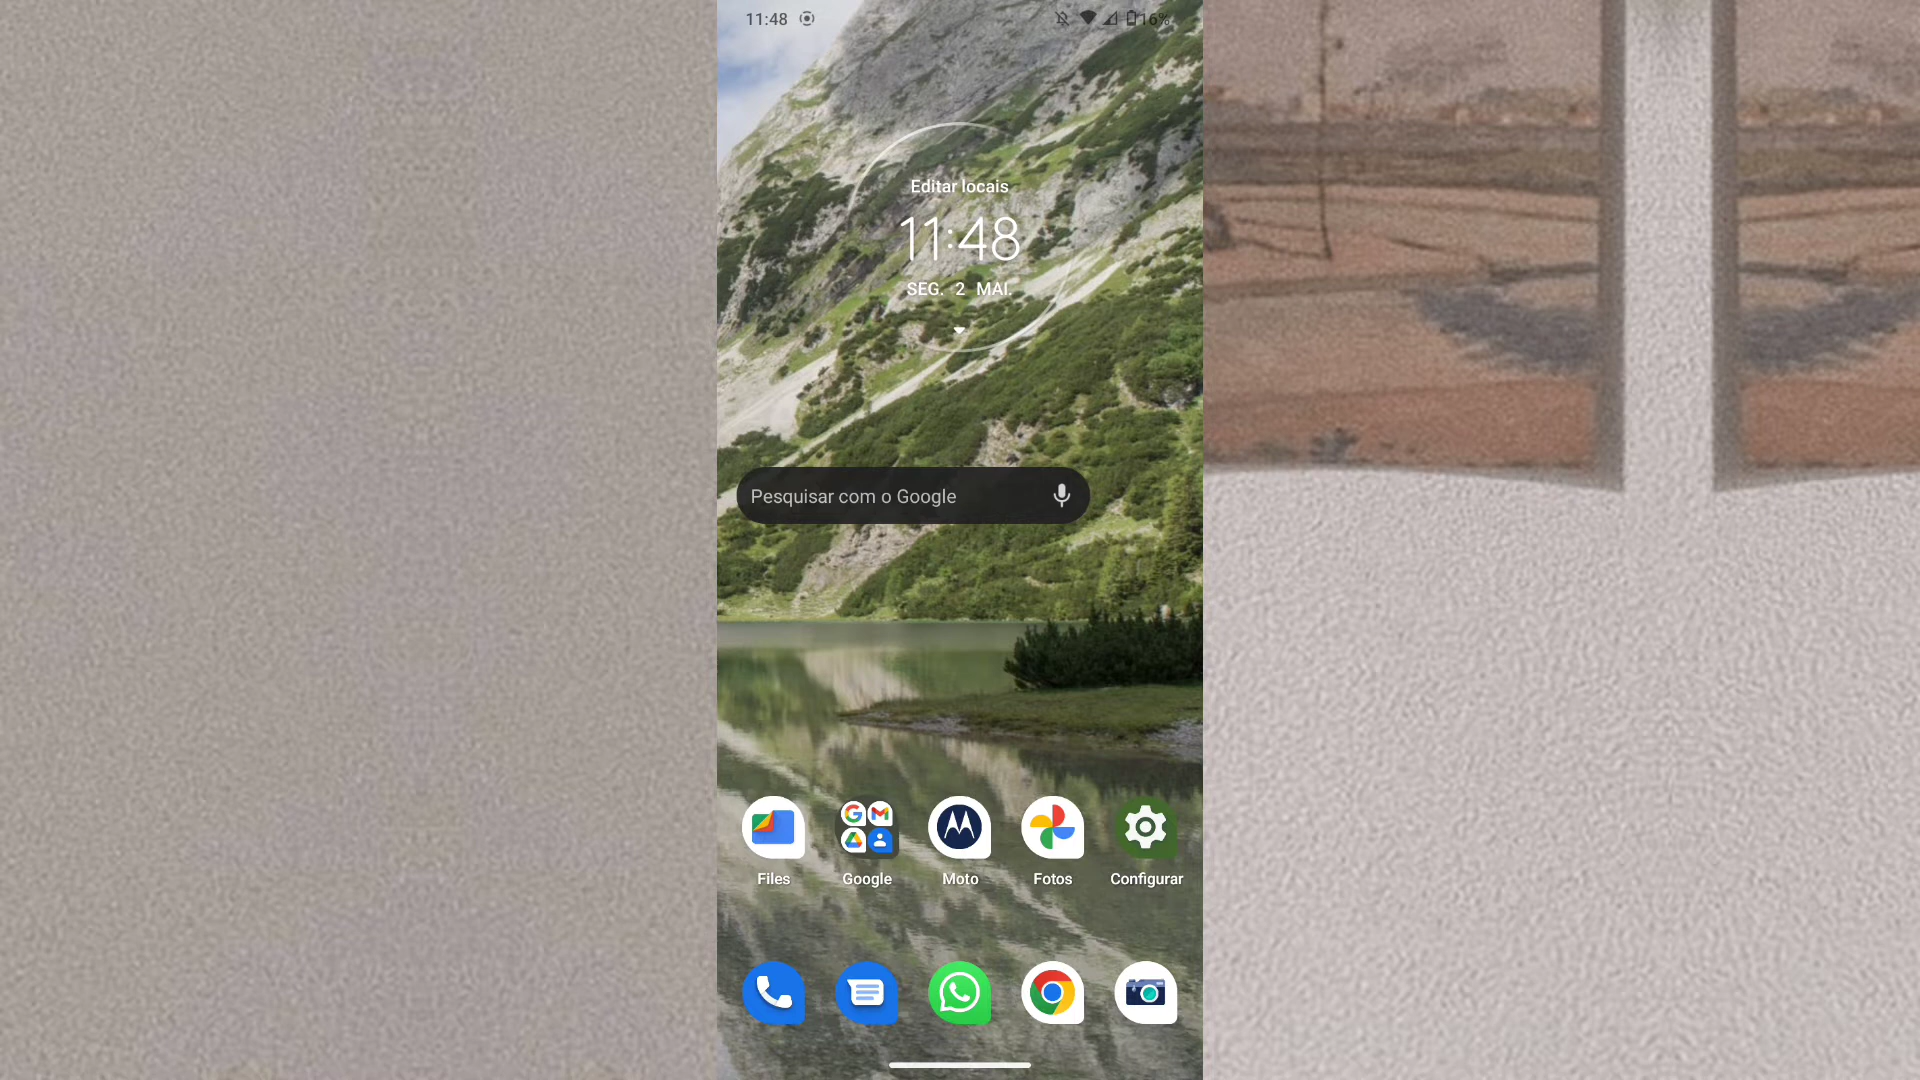 11:48 16%
Editar locais
11:48
SEG. 2 MAI.
Pesquisar com o Google
Files Google Moto Fotos Configurar